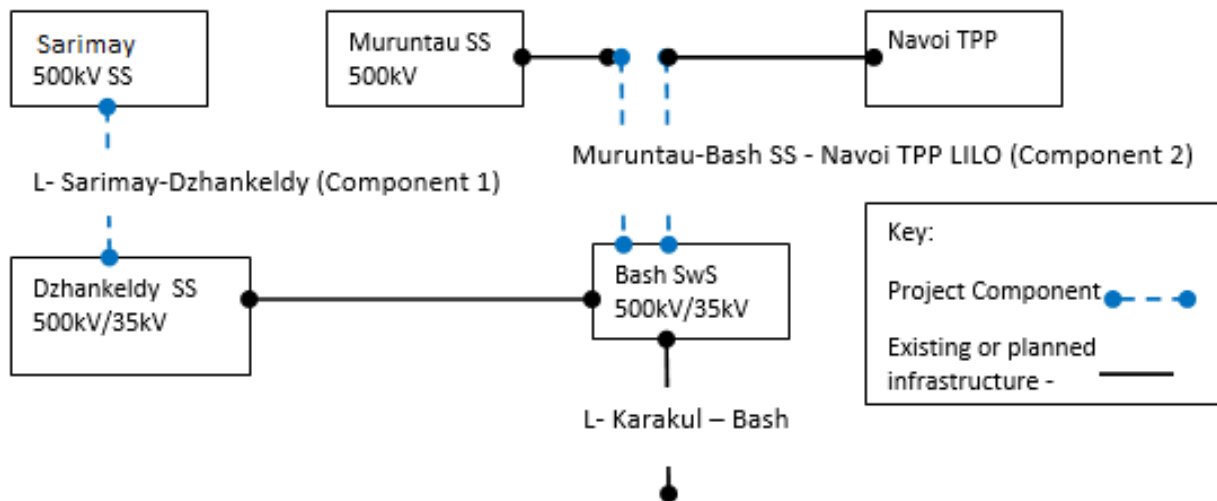 Sarimay
500kV SS
Muruntau SS
500kV
Navoi TPP
Muruntau-Bash SS - Navoi TPP LILO (Component 2)
L- Sarimay-Dzhankeldy (Component 1)
Dzhankeldy SS
500kV/35kV
Bash SwS
500kV/35kV
Key:
Project Component
Existing or planned
infrastructure -
L- Karakul – Bash